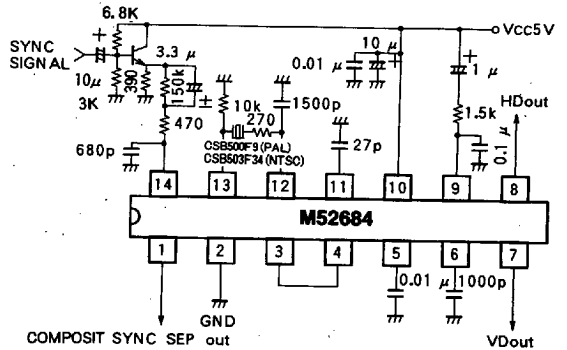 6.8K
VCC5V
SYNC
SIGNAL
+
3.3 μ
10 μ
0.01 μ
+
+
1 μ
10μ
390
150k
±
3K
470
10k
270
1500p
1.5k
HDout
0.1 μ
680p
CSB500F9(PAL)
CSB503F34(NTSC)
27p
14
13
12
11
10
9
8
M52684
1
2
3
4
5
6
7
0.01 μ
1000p
GND
COMPOSIT SYNC SEP out
VDout